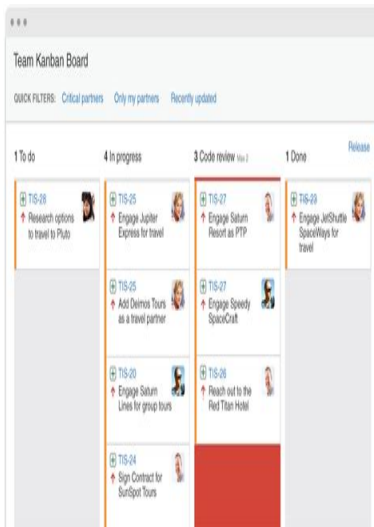 Team Kanban Board
QUICK FILTERS: Critical partners Only my partners Recently updated
Release
1 To do
4 In progress
3 Code review Max 2
1 Done
TIS-28
Research options
to travel to Pluto
TIS-25
Engage Jupiter
Express for travel
TIS-25
Add Deimos Tours
as a travel partner
TIS-20
Engage Saturn
Lines for group tours
TIS-24
Sign Contract for
SunSpot Tours
TIS-27
Engage Saturn
Resort as PTP
TIS-27
Engage Speedy
SpaceCraft
TIS-26
Reach out to the
Red Titan Hotel
TIS-23
Engage JetShuttle
SpaceWays for
travel